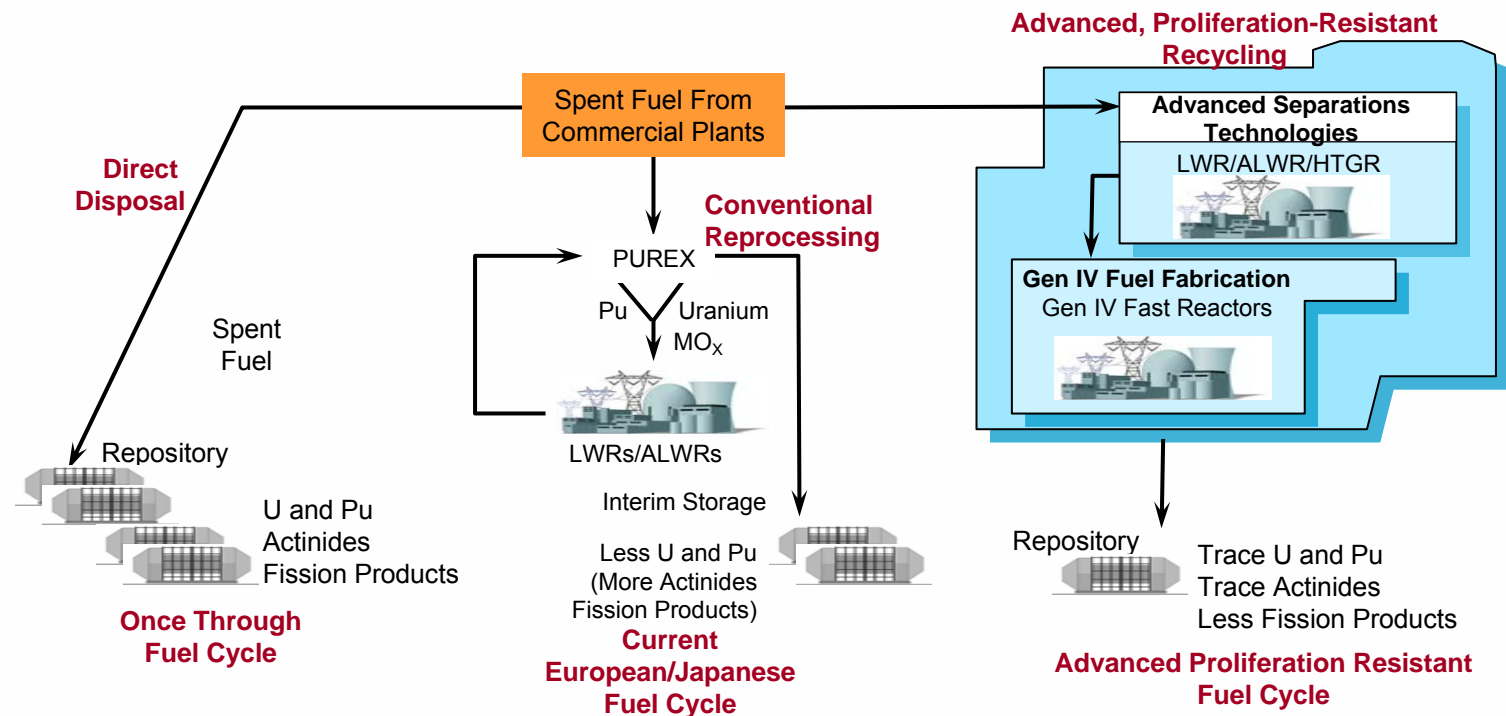 Advanced, Proliferation-Resistant
Recycling
Spent Fuel From
Commercial Plants
Advanced Separations
Technologies
LWR/ALWR/HTGR
Direct
Disposal
Conventional
Reprocessing
PUREX
Pu
Uranium
MOX
Gen IV Fuel Fabrication
Gen IV Fast Reactors
Spent
Fuel
LWRs/ALWRs
Repository
U and Pu
Actinides
Fission Products
Once Through
Fuel Cycle
Interim Storage
Less U and Pu
(More Actinides
Fission Products)
Current
European/Japanese
Fuel Cycle
Repository
Trace U and Pu
Trace Actinides
Less Fission Products
Advanced Proliferation Resistant
Fuel Cycle